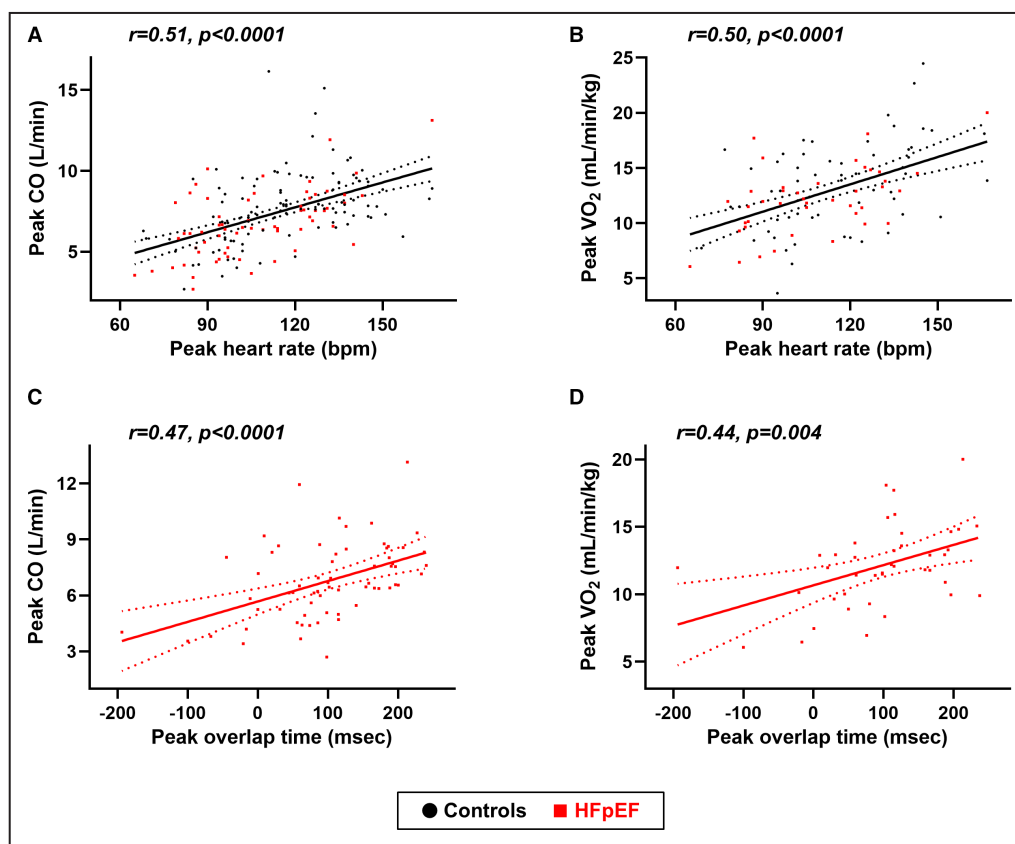 A
r=0.51, p<0.0001
Peak CO (L/min)
15
10
5
60 90 120 150
Peak heart rate (bpm)
B
r=0.50, p<0.0001
Peak VO₂ (mL/min/kg)
25
20
15
10
5
60 90 120 150
Peak heart rate (bpm)
C
r=0.47, p<0.0001
Peak CO (L/min)
12
9
6
3
-200 -100 0 100 200
Peak overlap time (msec)
D
r=0.44, p=0.004
Peak VO₂ (mL/min/kg)
20
15
10
5
-200 -100 0 100 200
Peak overlap time (msec)
Controls HFpEF